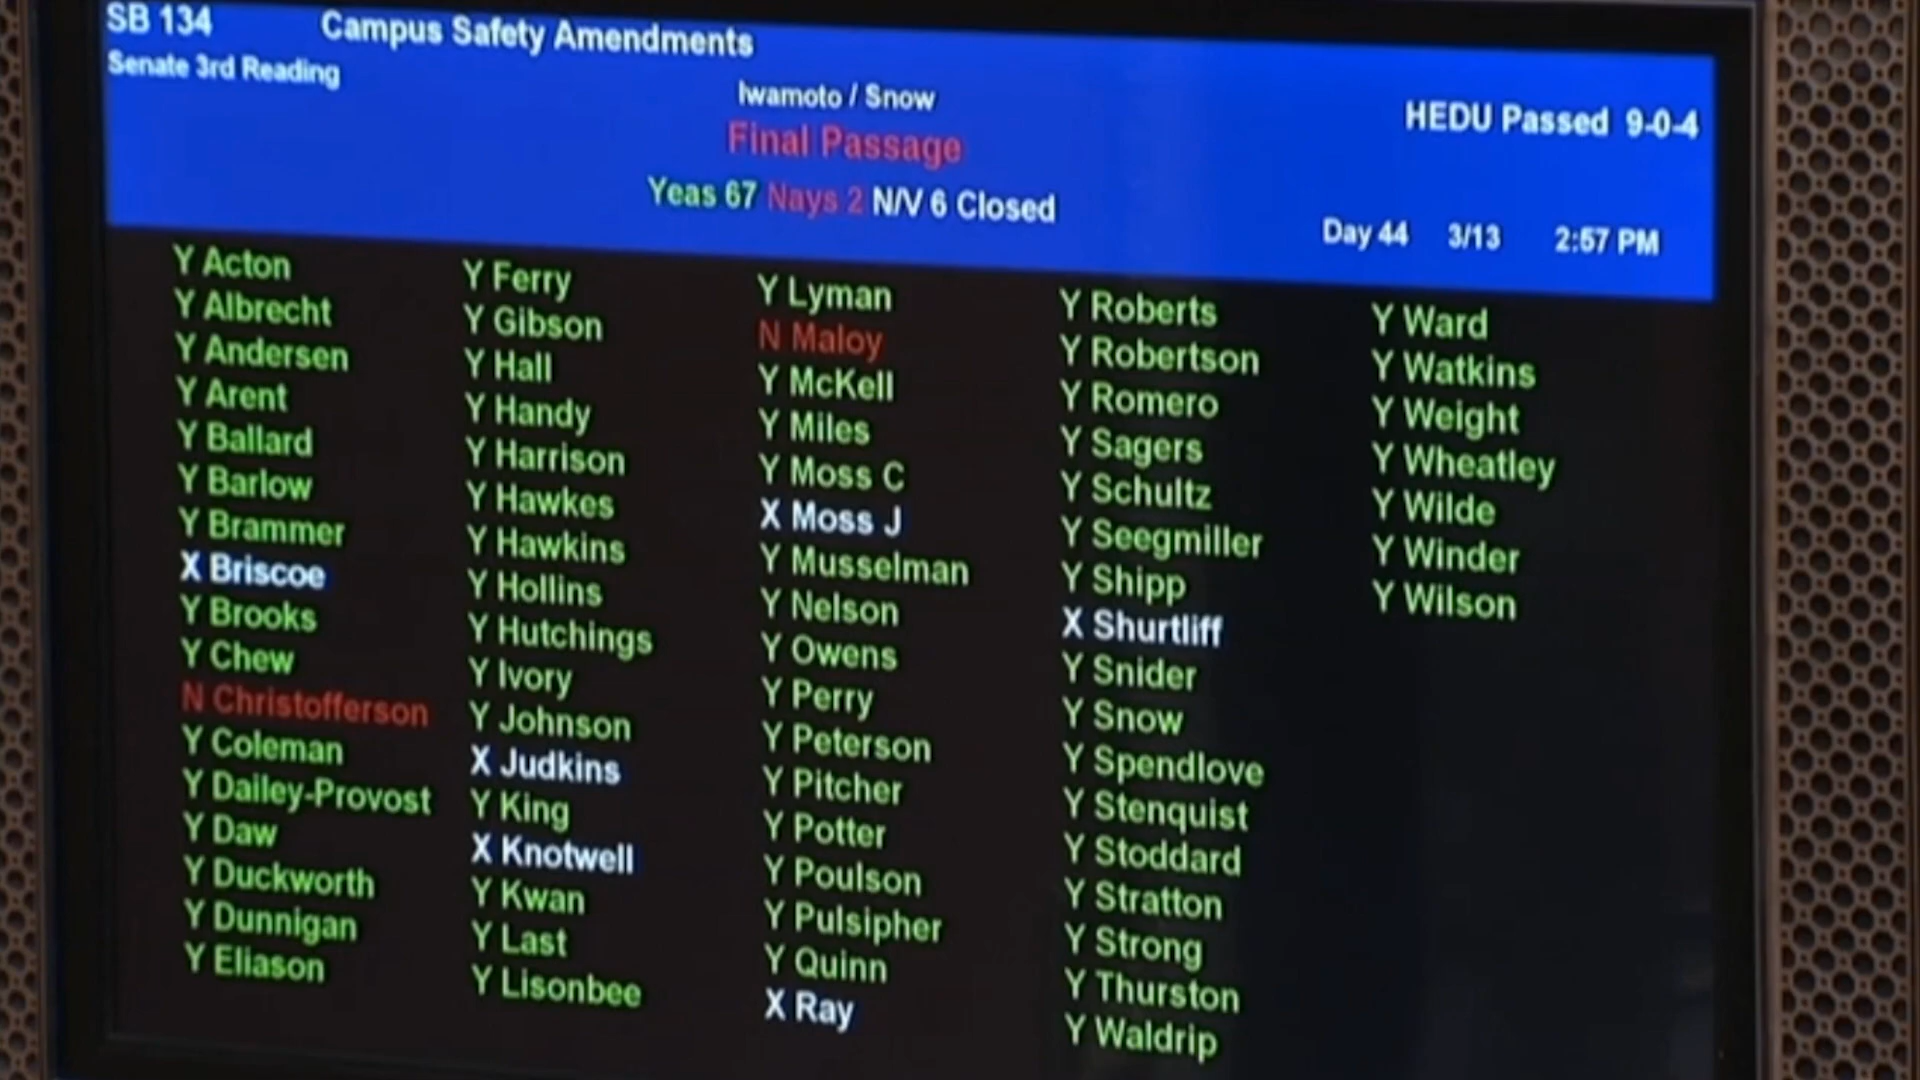 SB 134 Campus Safety Amendments
Senate 3rd Reading
Iwamoto / Snow
HEDU Passed 9-0-4
Final Passage
Yeas 67 Nays 2 N/V 6 Closed
Day 44 3/13 2:57 PM
Y Acton
Y Albrecht
Y Andersen
Y Arent
Y Ballard
Y Barlow
Y Brammer
X Briscoe
Y Brooks
Y Chew
N Christofferson
Y Coleman
Y Dailey-Provost
Y Daw
Y Duckworth
Y Dunnigan
Y Eliason
Y Ferry
Y Gibson
Y Hall
Y Handy
Y Harrison
Y Hawkes
Y Hawkins
Y Hollins
Y Hutchings
Y Ivory
Y Johnson
X Judkins
Y King
X Knotwell
Y Kwan
Y Last
Y Lisonbee
Y Lyman
N Maloy
Y McKell
Y Miles
Y Moss C
X Moss J
Y Musselman
Y Nelson
Y Owens
Y Perry
Y Peterson
Y Pitcher
Y Potter
Y Poulson
Y Pulsipher
Y Quinn
X Ray
Y Roberts
Y Robertson
Y Romero
Y Sagers
Y Schultz
Y Seegmiller
Y Shipp
X Shurtliff
Y Snider
Y Snow
Y Spendlove
Y Stenquist
Y Stoddard
Y Stratton
Y Strong
Y Thurston
Y Waldrip
Y Ward
Y Watkins
Y Weight
Y Wheatley
Y Wilde
Y Winder
Y Wilson